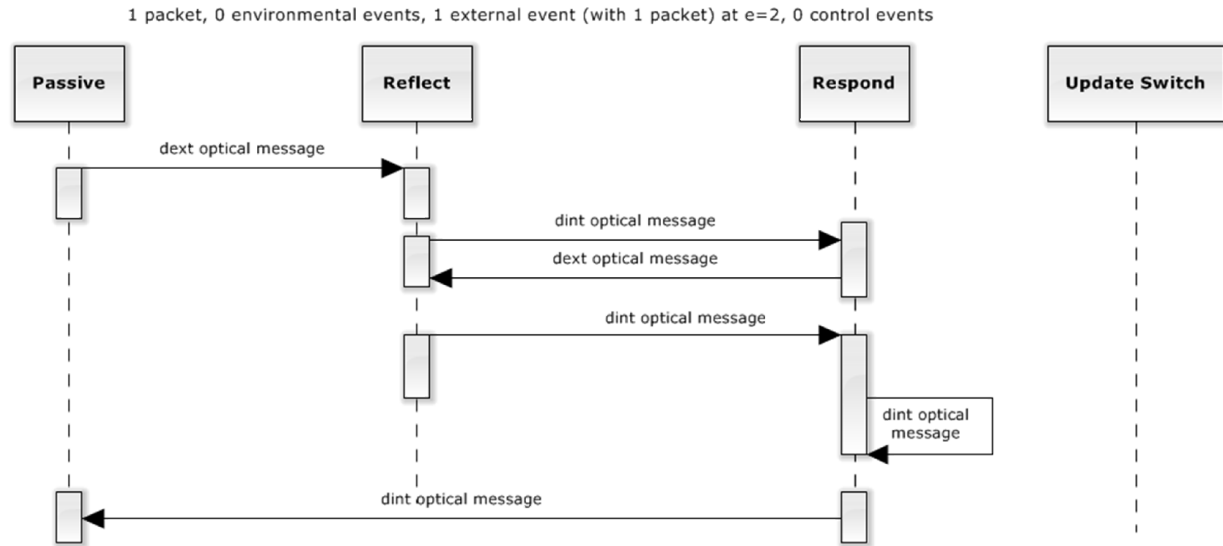 1 packet, 0 environmental events, 1 external event (with 1 packet) at e=2, 0 control events
Passive
Reflect
Respond
Update Switch
dext optical message
dint optical message
dext optical message
dint optical message
dint optical
message
dint optical message